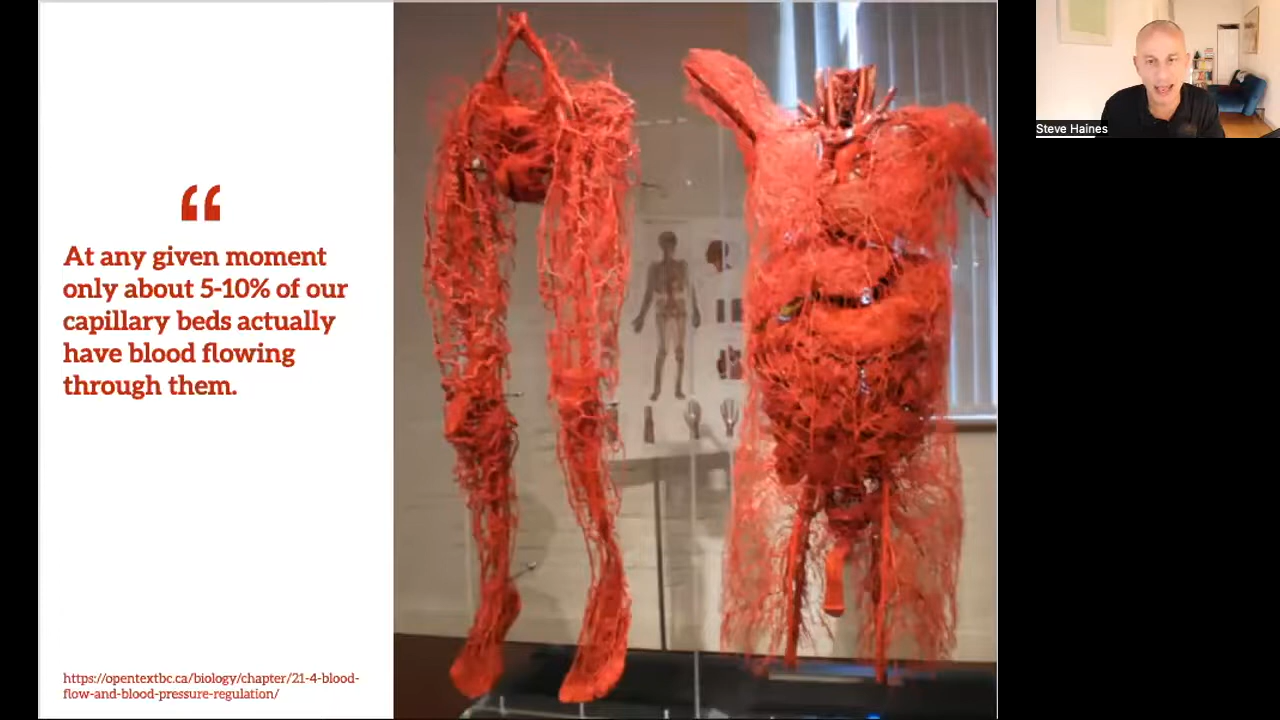 “
At any given moment
only about 5-10% of our
capillary beds actually
have blood flowing
through them.
https://opentextbc.ca/biology/chapter/21-4-blood-
flow-and-blood-pressure-regulation/
Steve Haines